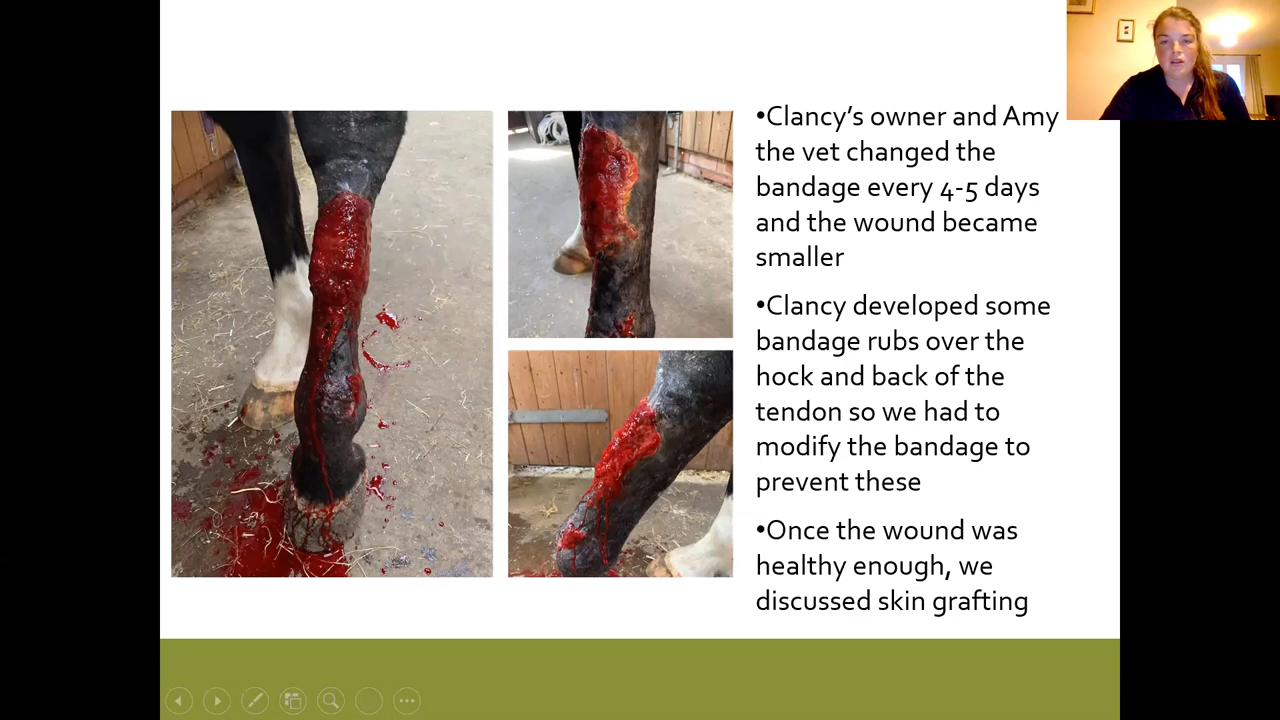 •Clancy’s owner and Amy
the vet changed the
bandage every 4-5 days
and the wound became
smaller
•Clancy developed some
bandage rubs over the
hock and back of the
tendon so we had to
modify the bandage to
prevent these
•Once the wound was
healthy enough, we
discussed skin grafting